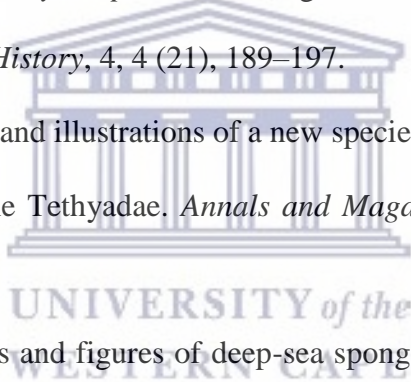 History, 4, 4 (21), 189–197.
and illustrations of a new specie
e Tethyadae. Annals and Maga
UNIVERSITY of the
s and figures of deep-sea spong
WESTERN CAPE